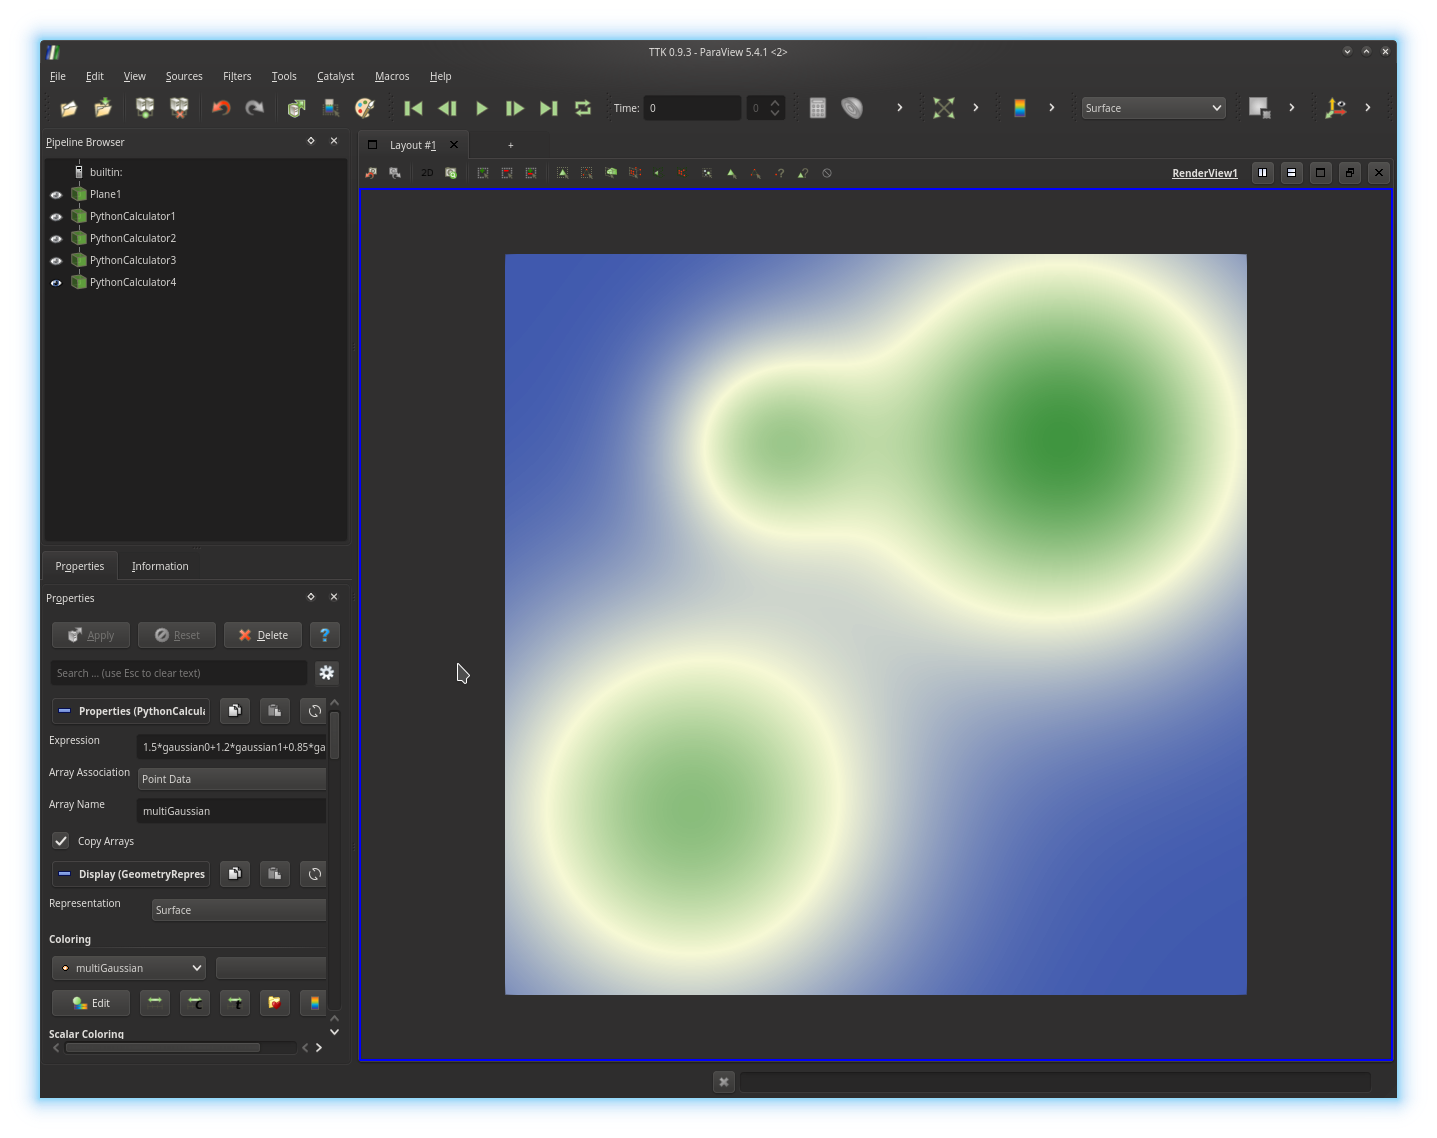 TTK 0.9.3 - ParaView 5.4.1 <2>
File Edit View Sources Filters Tools Catalyst Macros Help
Time: 0 0 Surface
Pipeline Browser
Layout #1 +
builtin:
2D RenderView1
Plane1
PythonCalculator1
PythonCalculator2
PythonCalculator3
PythonCalculator4
Properties Information
Properties
Apply Reset Delete ?
Search ... (use Esc to clear text)
Properties (PythonCalcula
Expression 1.5*gaussian0+1.2*gaussian1+0.85*ga
Array Association Point Data
Array Name multiGaussian
Copy Arrays
Display (GeometryRepres
Representation Surface
Coloring
multiGaussian
Edit
Scalar Coloring